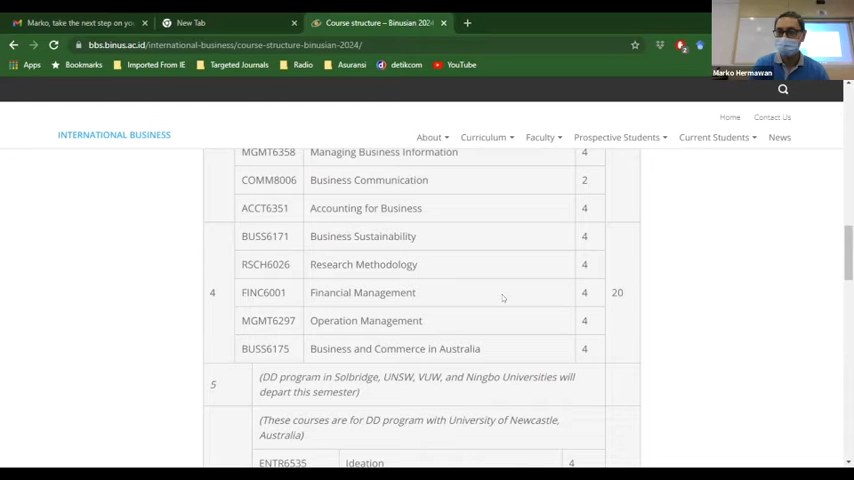 Marko, take the next step on you
New Tab
Course structure – Binusian 2024
bbs.binus.ac.id/international-business/course-structure-binusian-2024/
Apps
Bookmarks
Imported From IE
Targeted Journals
Radio
Asuransi
detikcom
YouTube
Marko Hermawan
Home
Contact Us
INTERNATIONAL BUSINESS
About
Curriculum
Faculty
Prospective Students
Current Students
News
MGMT6358 Managing Business Information 4
COMM8006 Business Communication 2
ACCT6351 Accounting for Business 4
BUSS6171 Business Sustainability 4
RSCH6026 Research Methodology 4
4 FINC6001 Financial Management 4 20
MGMT6297 Operation Management 4
BUSS6175 Business and Commerce in Australia 4
5 (DD program in Solbridge, UNSW, VUW, and Ningbo Universities will
depart this semester)
(These courses are for DD program with University of Newcastle,
Australia)
ENTR6535 Ideation 4